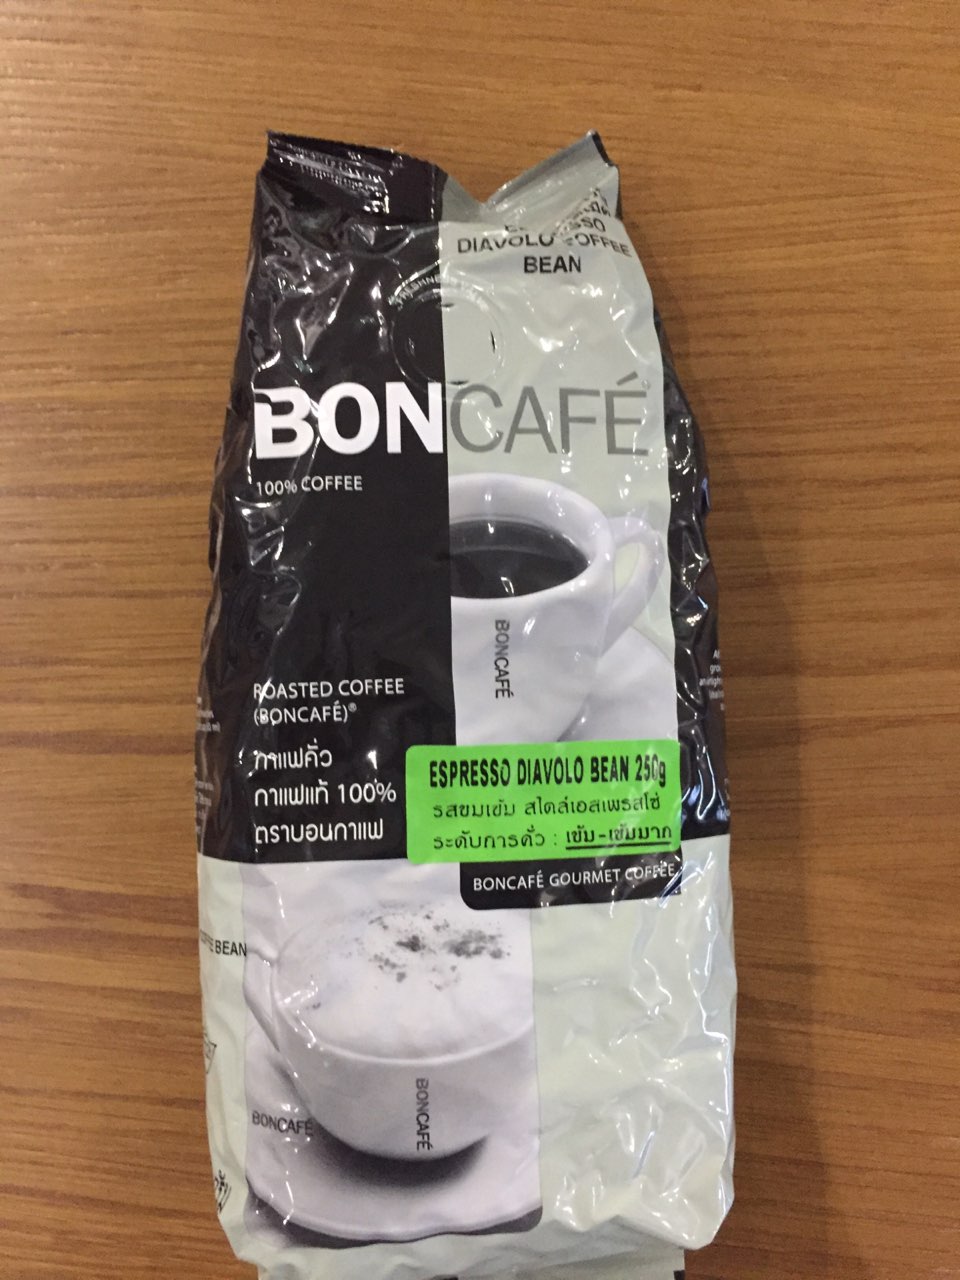 DIAVOLO COFFEE
BEAN
FRESHNESS VALVE
BONCAFÉ
100% COFFEE
BONCAFÉ
ROASTED COFFEE
(BONCAFÉ)®
กาแฟคั่ว
กาแฟแท้ 100%
ตราบอนกาแฟ
ESPRESSO DIAVOLO BEAN 250g
รสขมเข้ม สไตล์เอสเพรสโซ่
ระดับการคั่ว : เข้ม-เข้มมาก
BONCAFÉ GOURMET COFFEE
BEAN
BONCAFÉ
BONCAFÉ